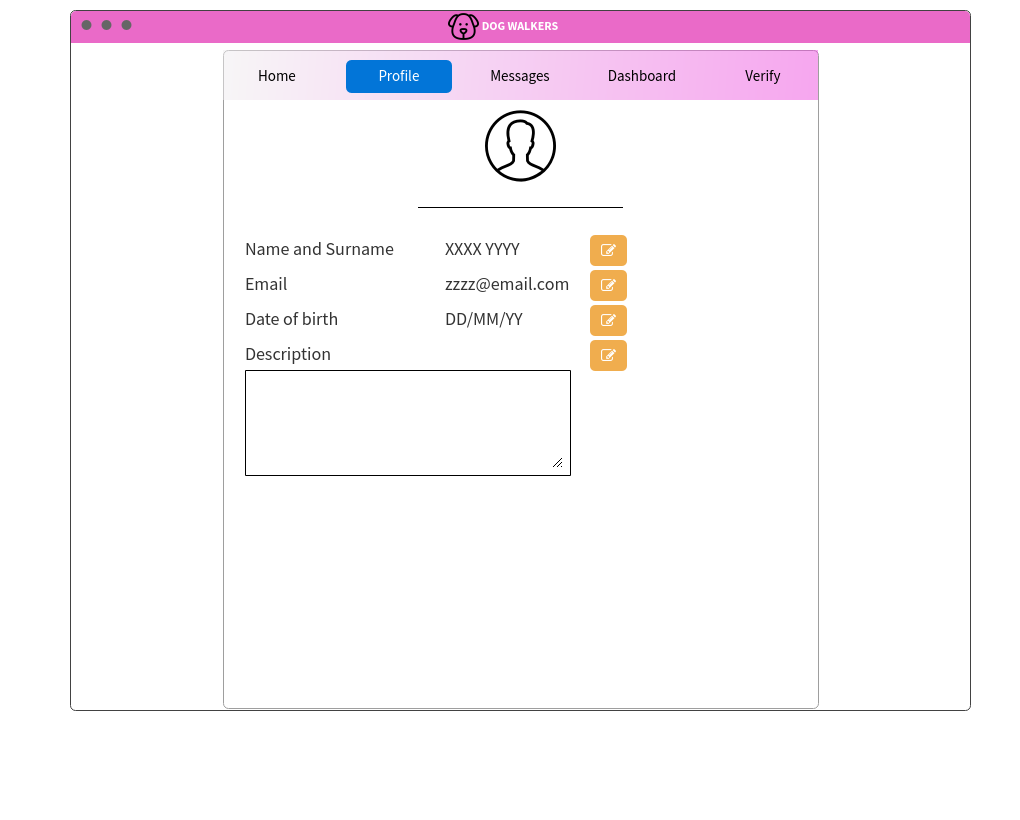 DOG WALKERS
Home Profile Messages Dashboard Verify
Name and Surname XXXX YYYY
Email zzzz@email.com
Date of birth DD/MM/YY
Description